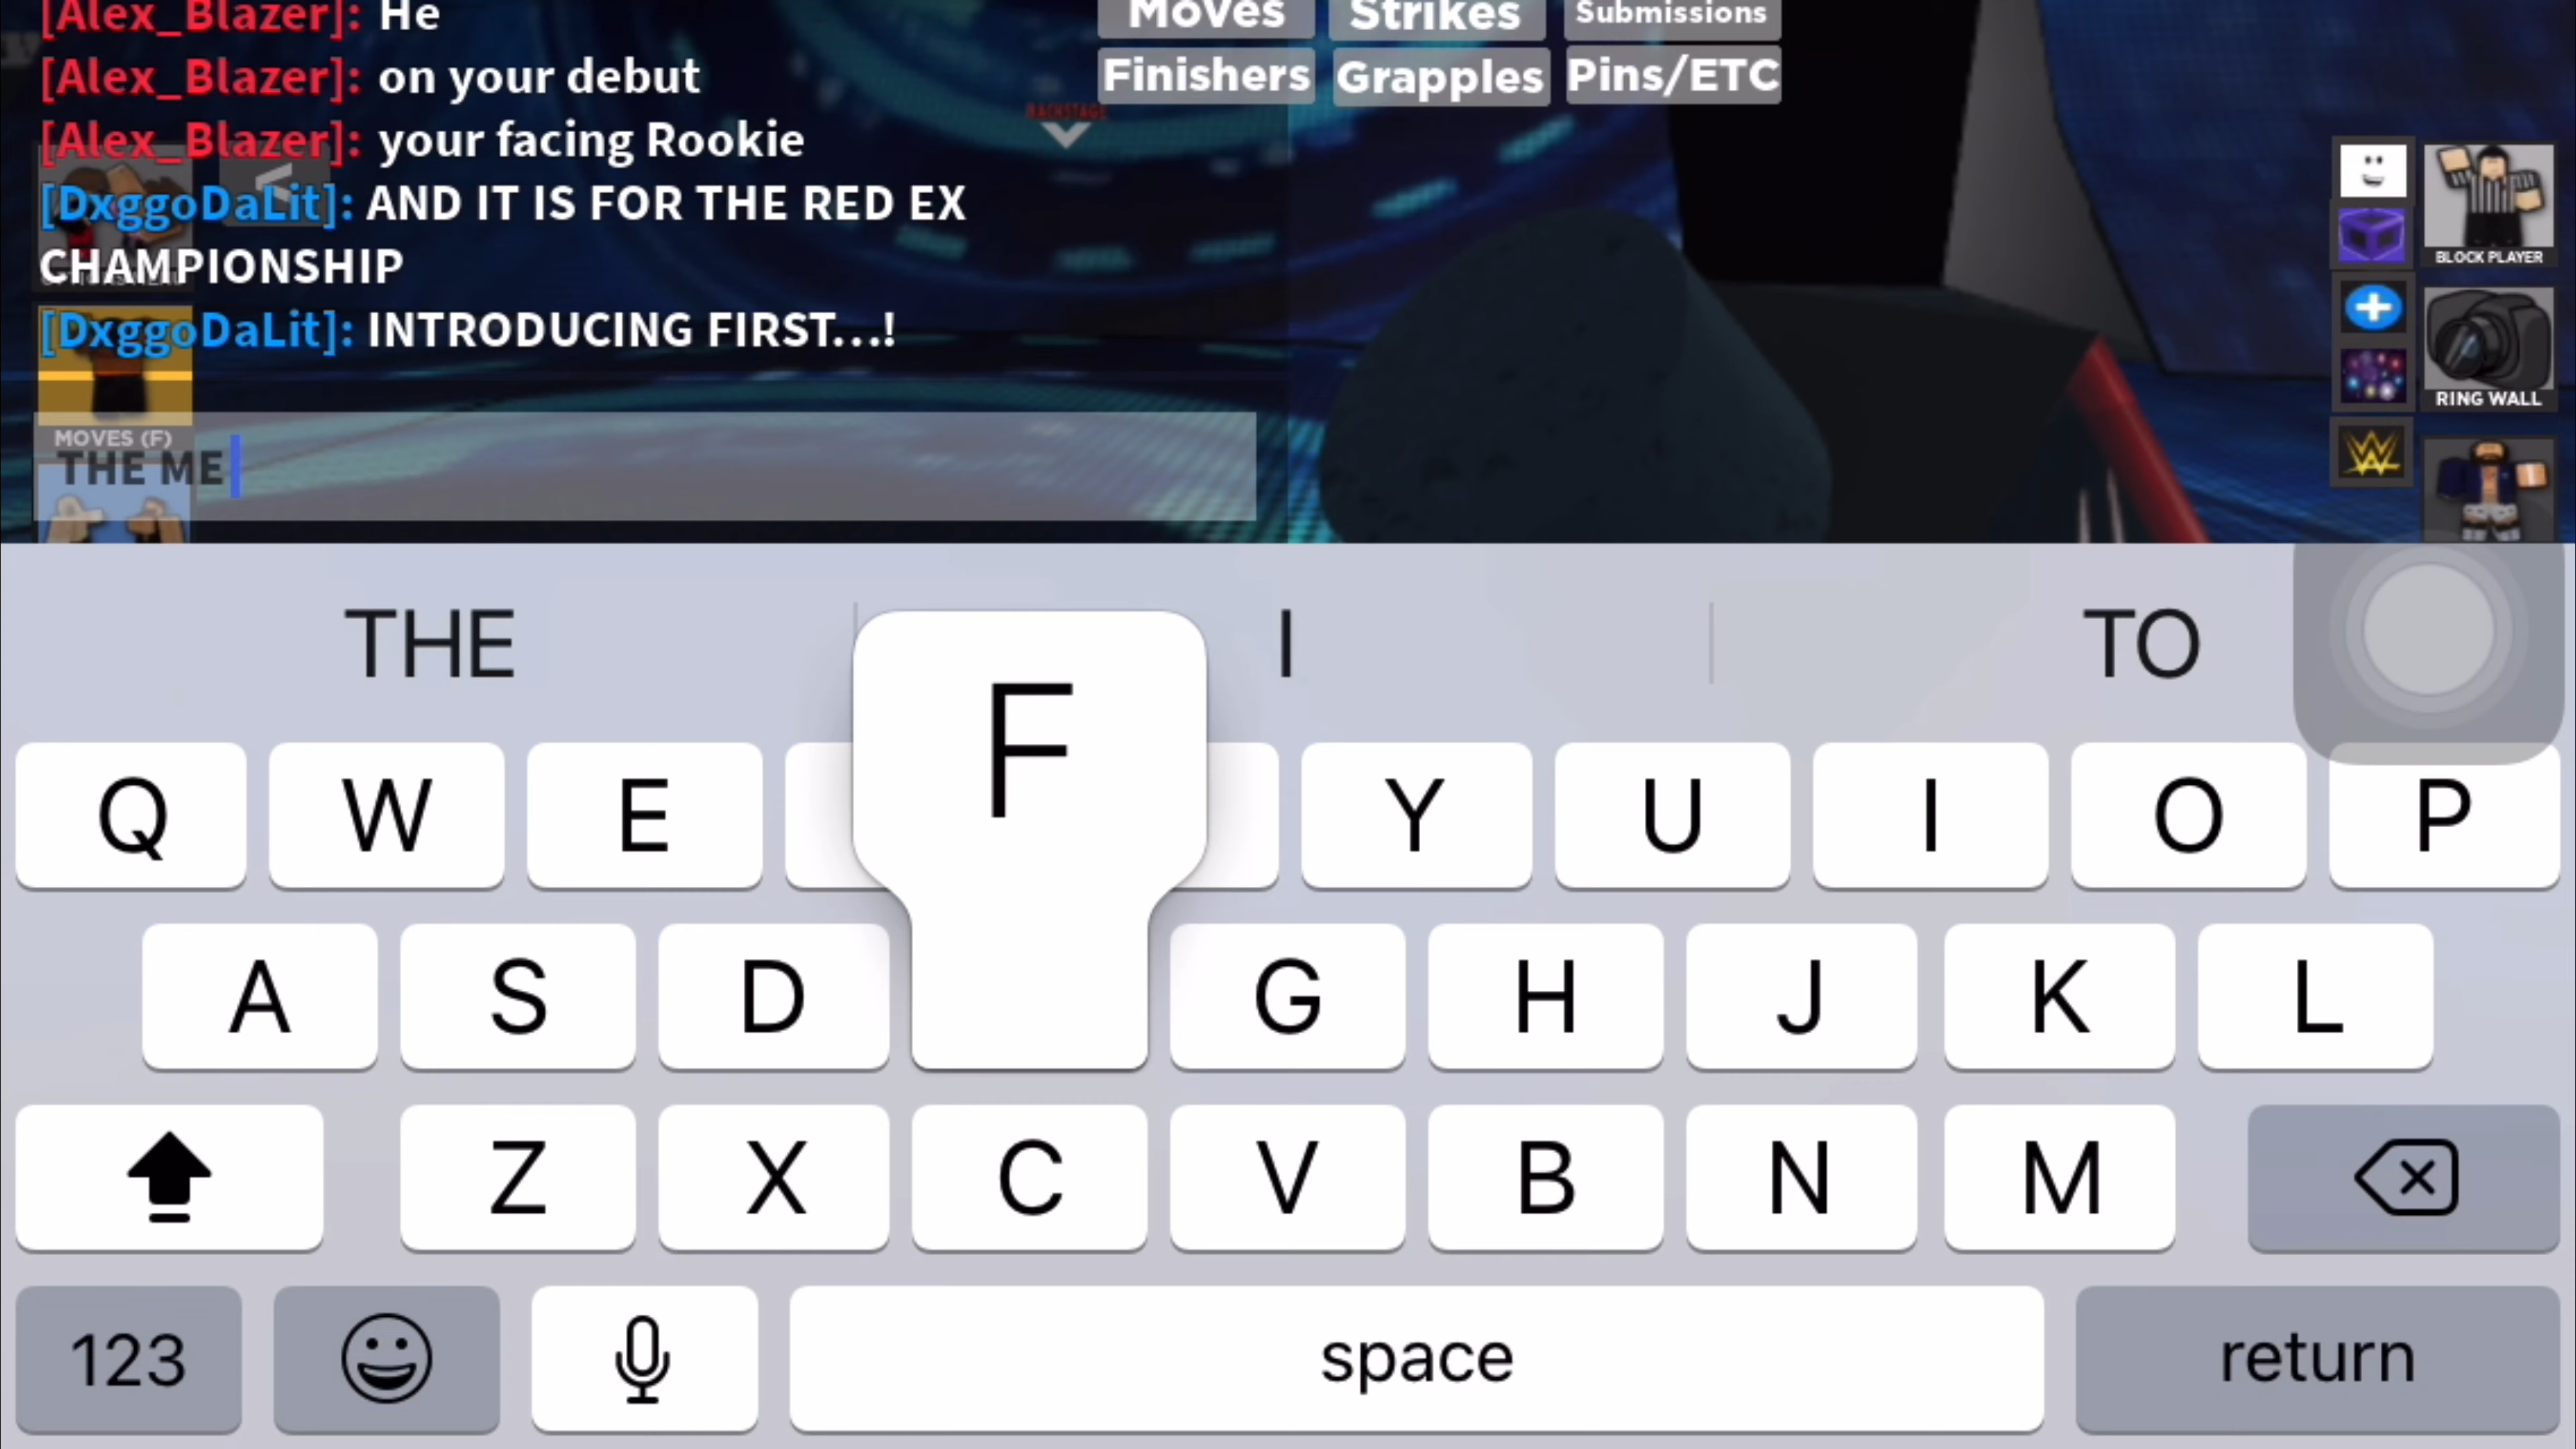 [Alex_Blazer]: He
Moves Strikes Submissions
[Alex_Blazer]: on your debut
Finishers Grapples Pins/ETC
BACKSTAGE
[Alex_Blazer]: your facing Rookie
[DxggoDaLit]: AND IT IS FOR THE RED EX
CHAMPIONSHIP
[DxggoDaLit]: INTRODUCING FIRST...!
BLOCK PLAYER
RING WALL
MOVES (F)
THE ME
THE I TO
F
Q W E Y U I O P
A S D G H J K L
Z X C V B N M
123 space return